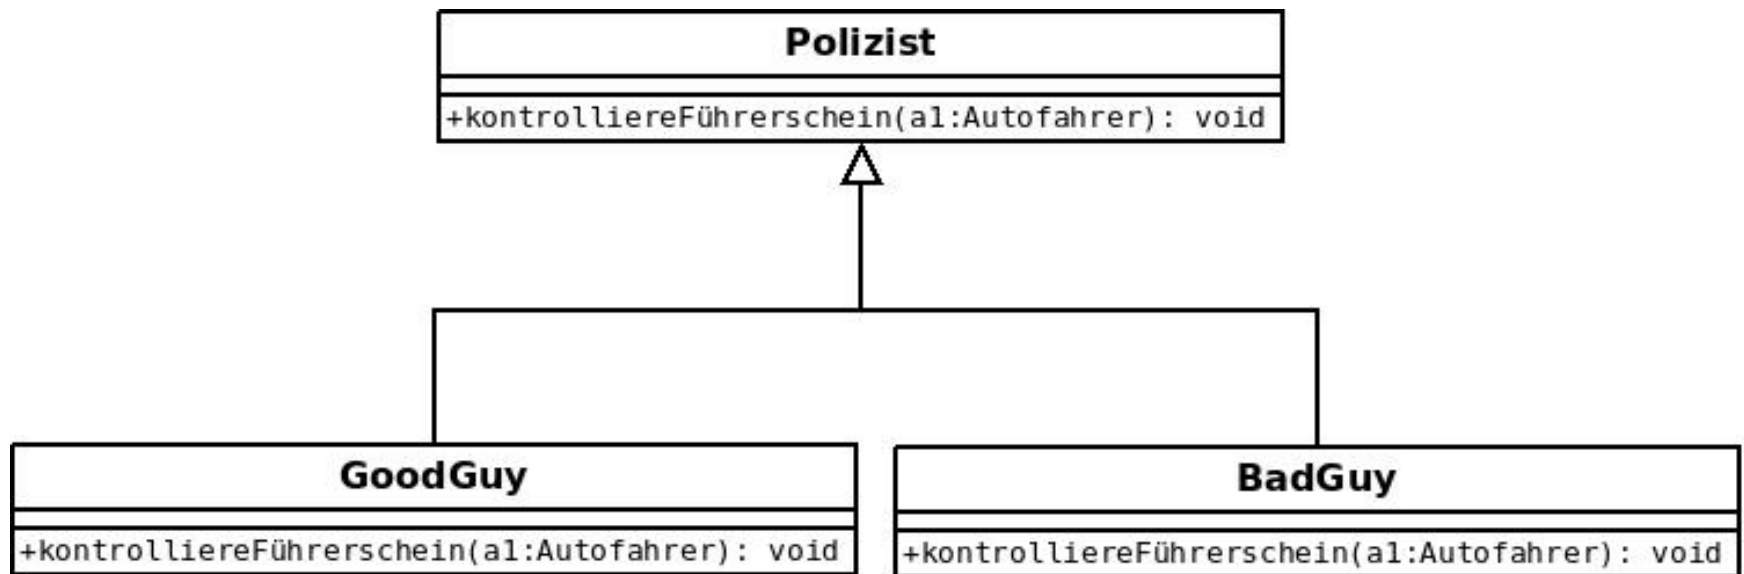 Polizist
+kontrolliereFührerschein(a1:Autofahrer): void
GoodGuy
+kontrolliereFührerschein(a1:Autofahrer): void
BadGuy
+kontrolliereFührerschein(a1:Autofahrer): void